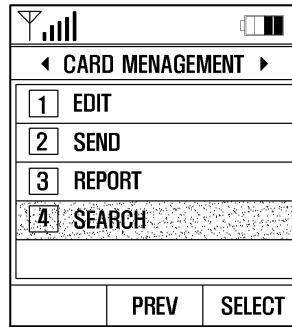 ◄ CARD MENAGEMENT ►
1 EDIT
2 SEND
3 REPORT
4 SEARCH
PREV SELECT